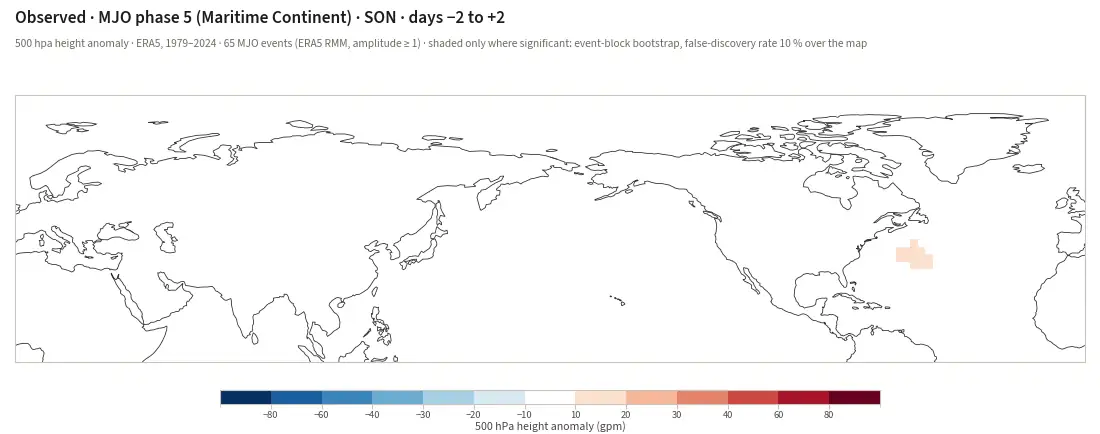 Observed · MJO phase 5 (Maritime Continent) · SON · days −2 to +2
500 hpa height anomaly · ERA5, 1979–2024 · 65 MJO events (ERA5 RMM, amplitude ≥ 1) · shaded only where significant: event-block bootstrap, false-discovery rate 10 % over the map
−80 −60 −40 −30 −20 −10 10 20 30 40 60 80
500 hPa height anomaly (gpm)